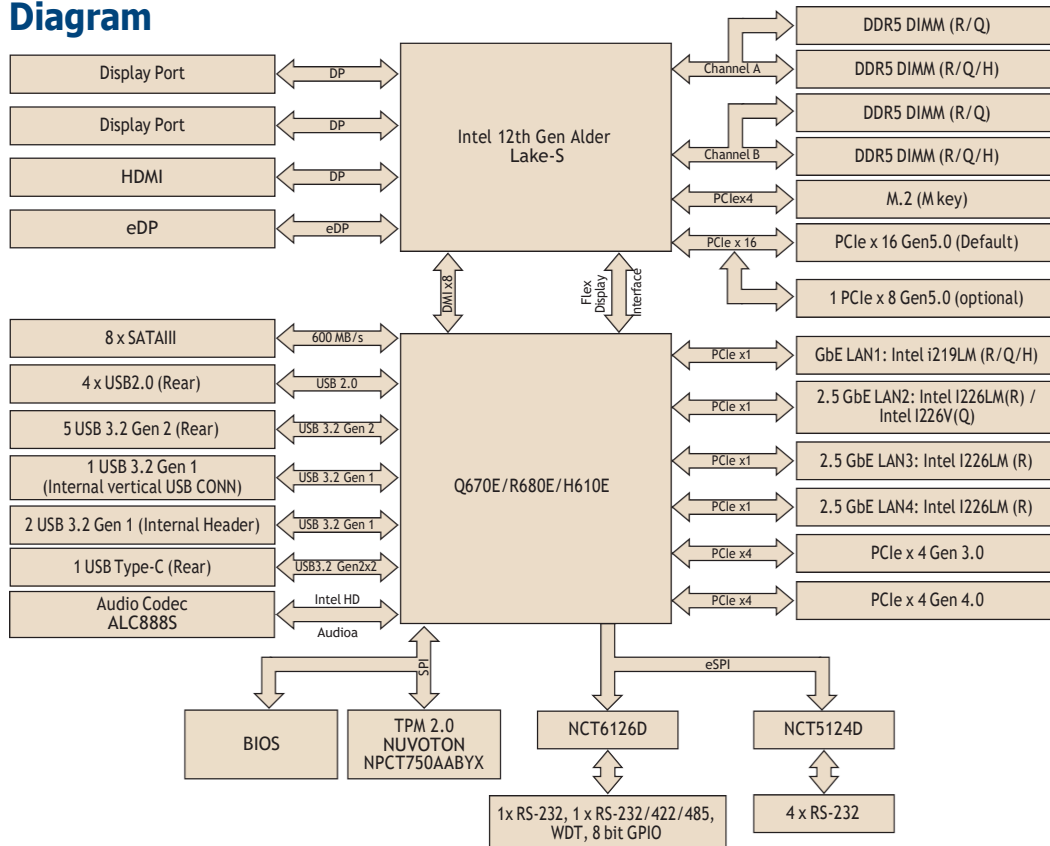 Diagram
Display Port
DP
Display Port
DP
HDMI
DP
eDP
eDP
Intel 12th Gen Alder
Lake-S
Channel A
DDR5 DIMM (R/Q)
DDR5 DIMM (R/Q/H)
Channel B
DDR5 DIMM (R/Q)
DDR5 DIMM (R/Q/H)
PCIex4
M.2 (M key)
PCIe x 16
PCIe x 16 Gen5.0 (Default)
1 PCIe x 8 Gen5.0 (optional)
DMI x8
Flex
Display
Interface
8 x SATAIII
600 MB/s
4 x USB2.0 (Rear)
USB 2.0
5 USB 3.2 Gen 2 (Rear)
USB 3.2 Gen 2
1 USB 3.2 Gen 1
(Internal vertical USB CONN)
USB 3.2 Gen 1
2 USB 3.2 Gen 1 (Internal Header)
USB 3.2 Gen 1
1 USB Type-C (Rear)
USB3.2 Gen2x2
Audio Codec
ALC888S
Intel HD
Audioa
Q670E/R680E/H610E
PCIe x1
GbE LAN1: Intel i219LM (R/Q/H)
PCIe x1
2.5 GbE LAN2: Intel I226LM(R) /
Intel I226V(Q)
PCIe x1
2.5 GbE LAN3: Intel I226LM (R)
PCIe x1
2.5 GbE LAN4: Intel I226LM (R)
PCIe x4
PCIe x 4 Gen 3.0
PCIe x4
PCIe x 4 Gen 4.0
SPI
eSPI
BIOS
TPM 2.0
NUVOTON
NPCT750AABYX
NCT6126D
NCT5124D
1x RS-232, 1 x RS-232/422/485,
WDT, 8 bit GPIO
4 x RS-232